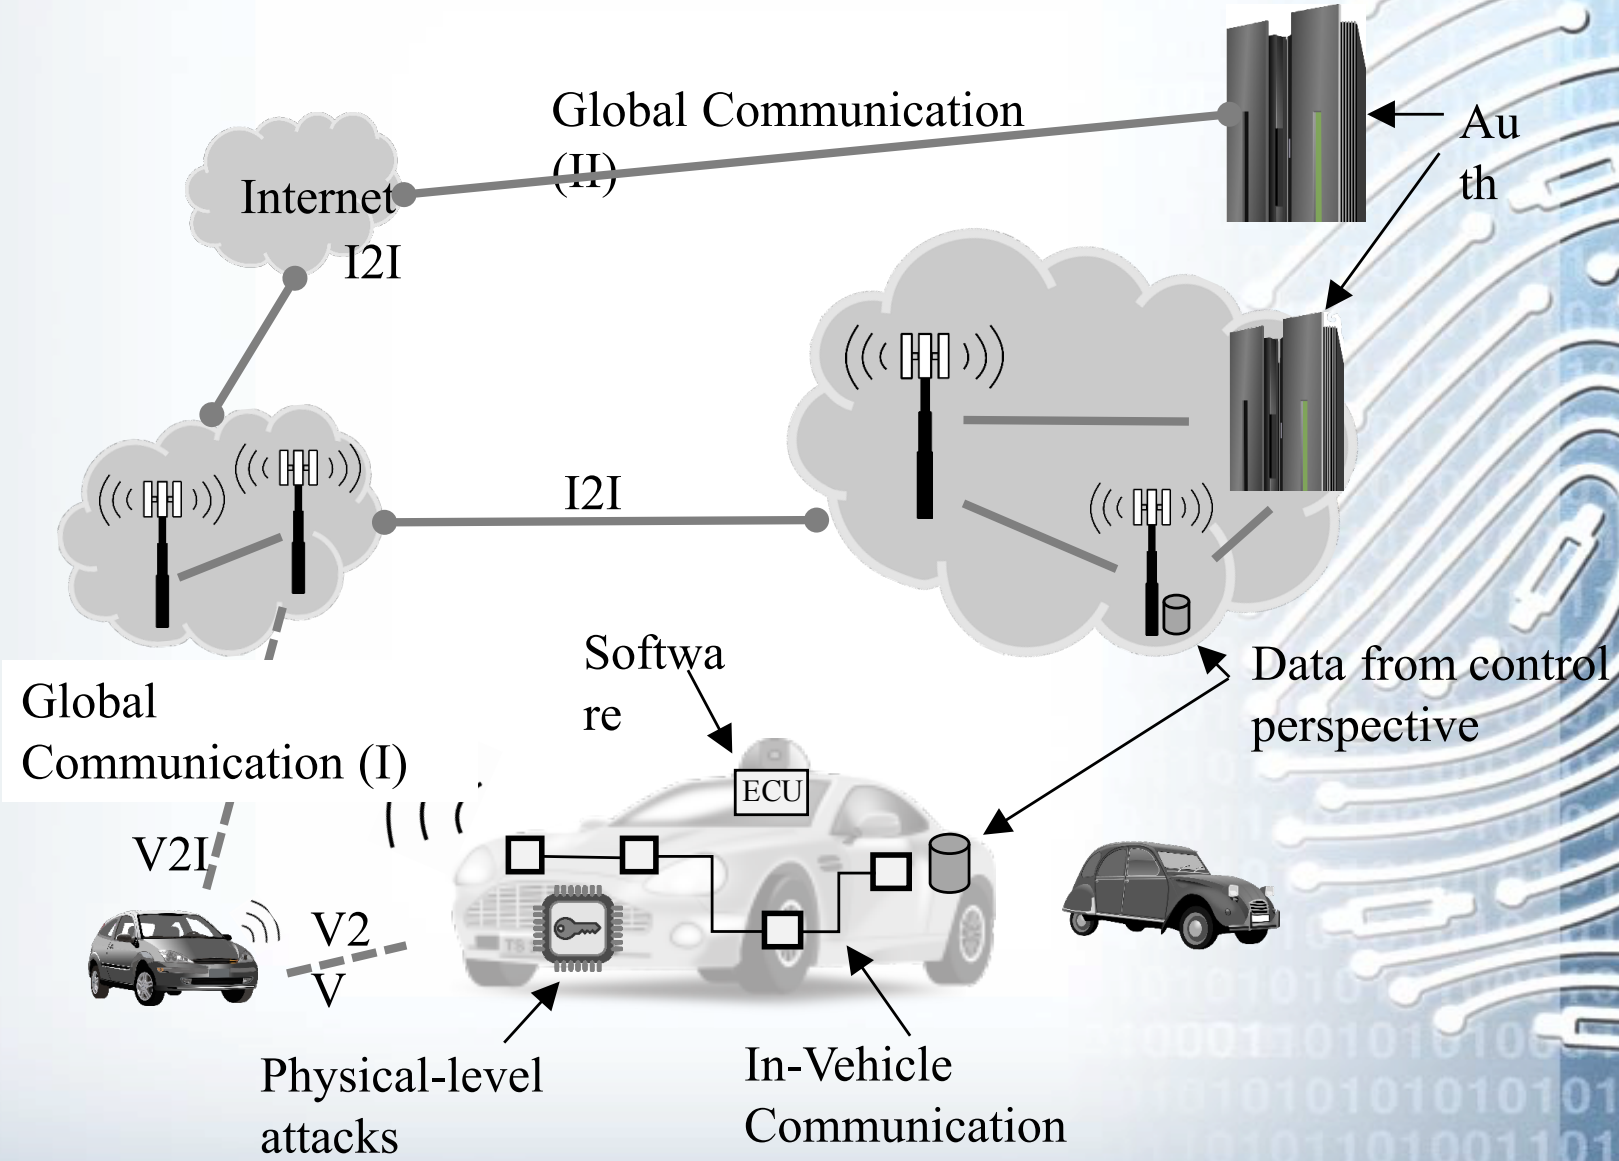 Global Communication
(II)
Au
th
Internet
I2I
I2I
Softwa
re
Data from control
perspective
Global
Communication (I)
ECU
V2I
V2
V
TS
Physical-level
attacks
In-Vehicle
Communication